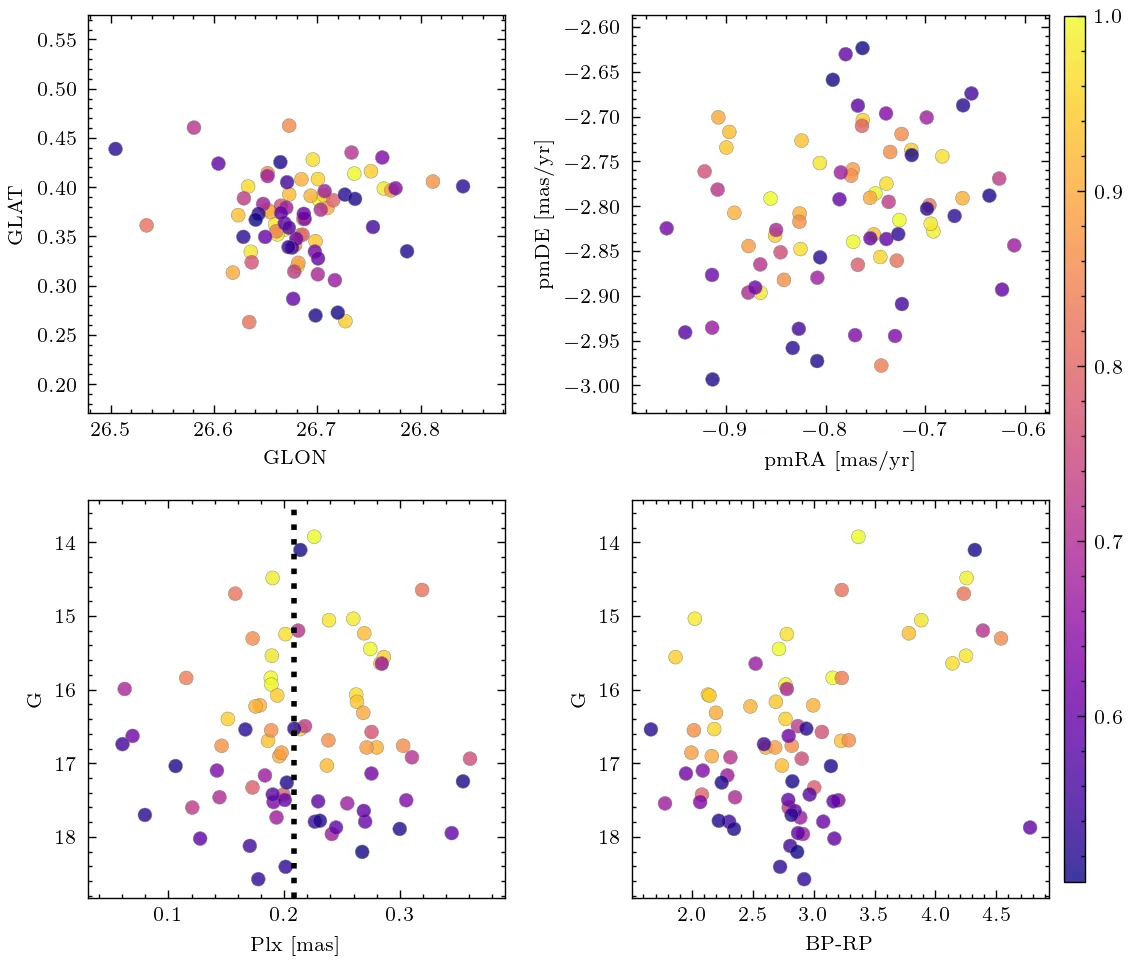 0.55
0.50
0.45
0.40
0.35
0.30
0.25
0.20
GLAT
26.5 26.6 26.7 26.8
GLON
−2.60
−2.65
−2.70
−2.75
−2.80
−2.85
−2.90
−2.95
−3.00
pmDE [mas/yr]
−0.9 −0.8 −0.7 −0.6
pmRA [mas/yr]
1.0
0.9
0.8
0.7
0.6
14
15
16
17
18
G
0.1 0.2 0.3
Plx [mas]
14
15
16
17
18
G
2.0 2.5 3.0 3.5 4.0 4.5
BP-RP